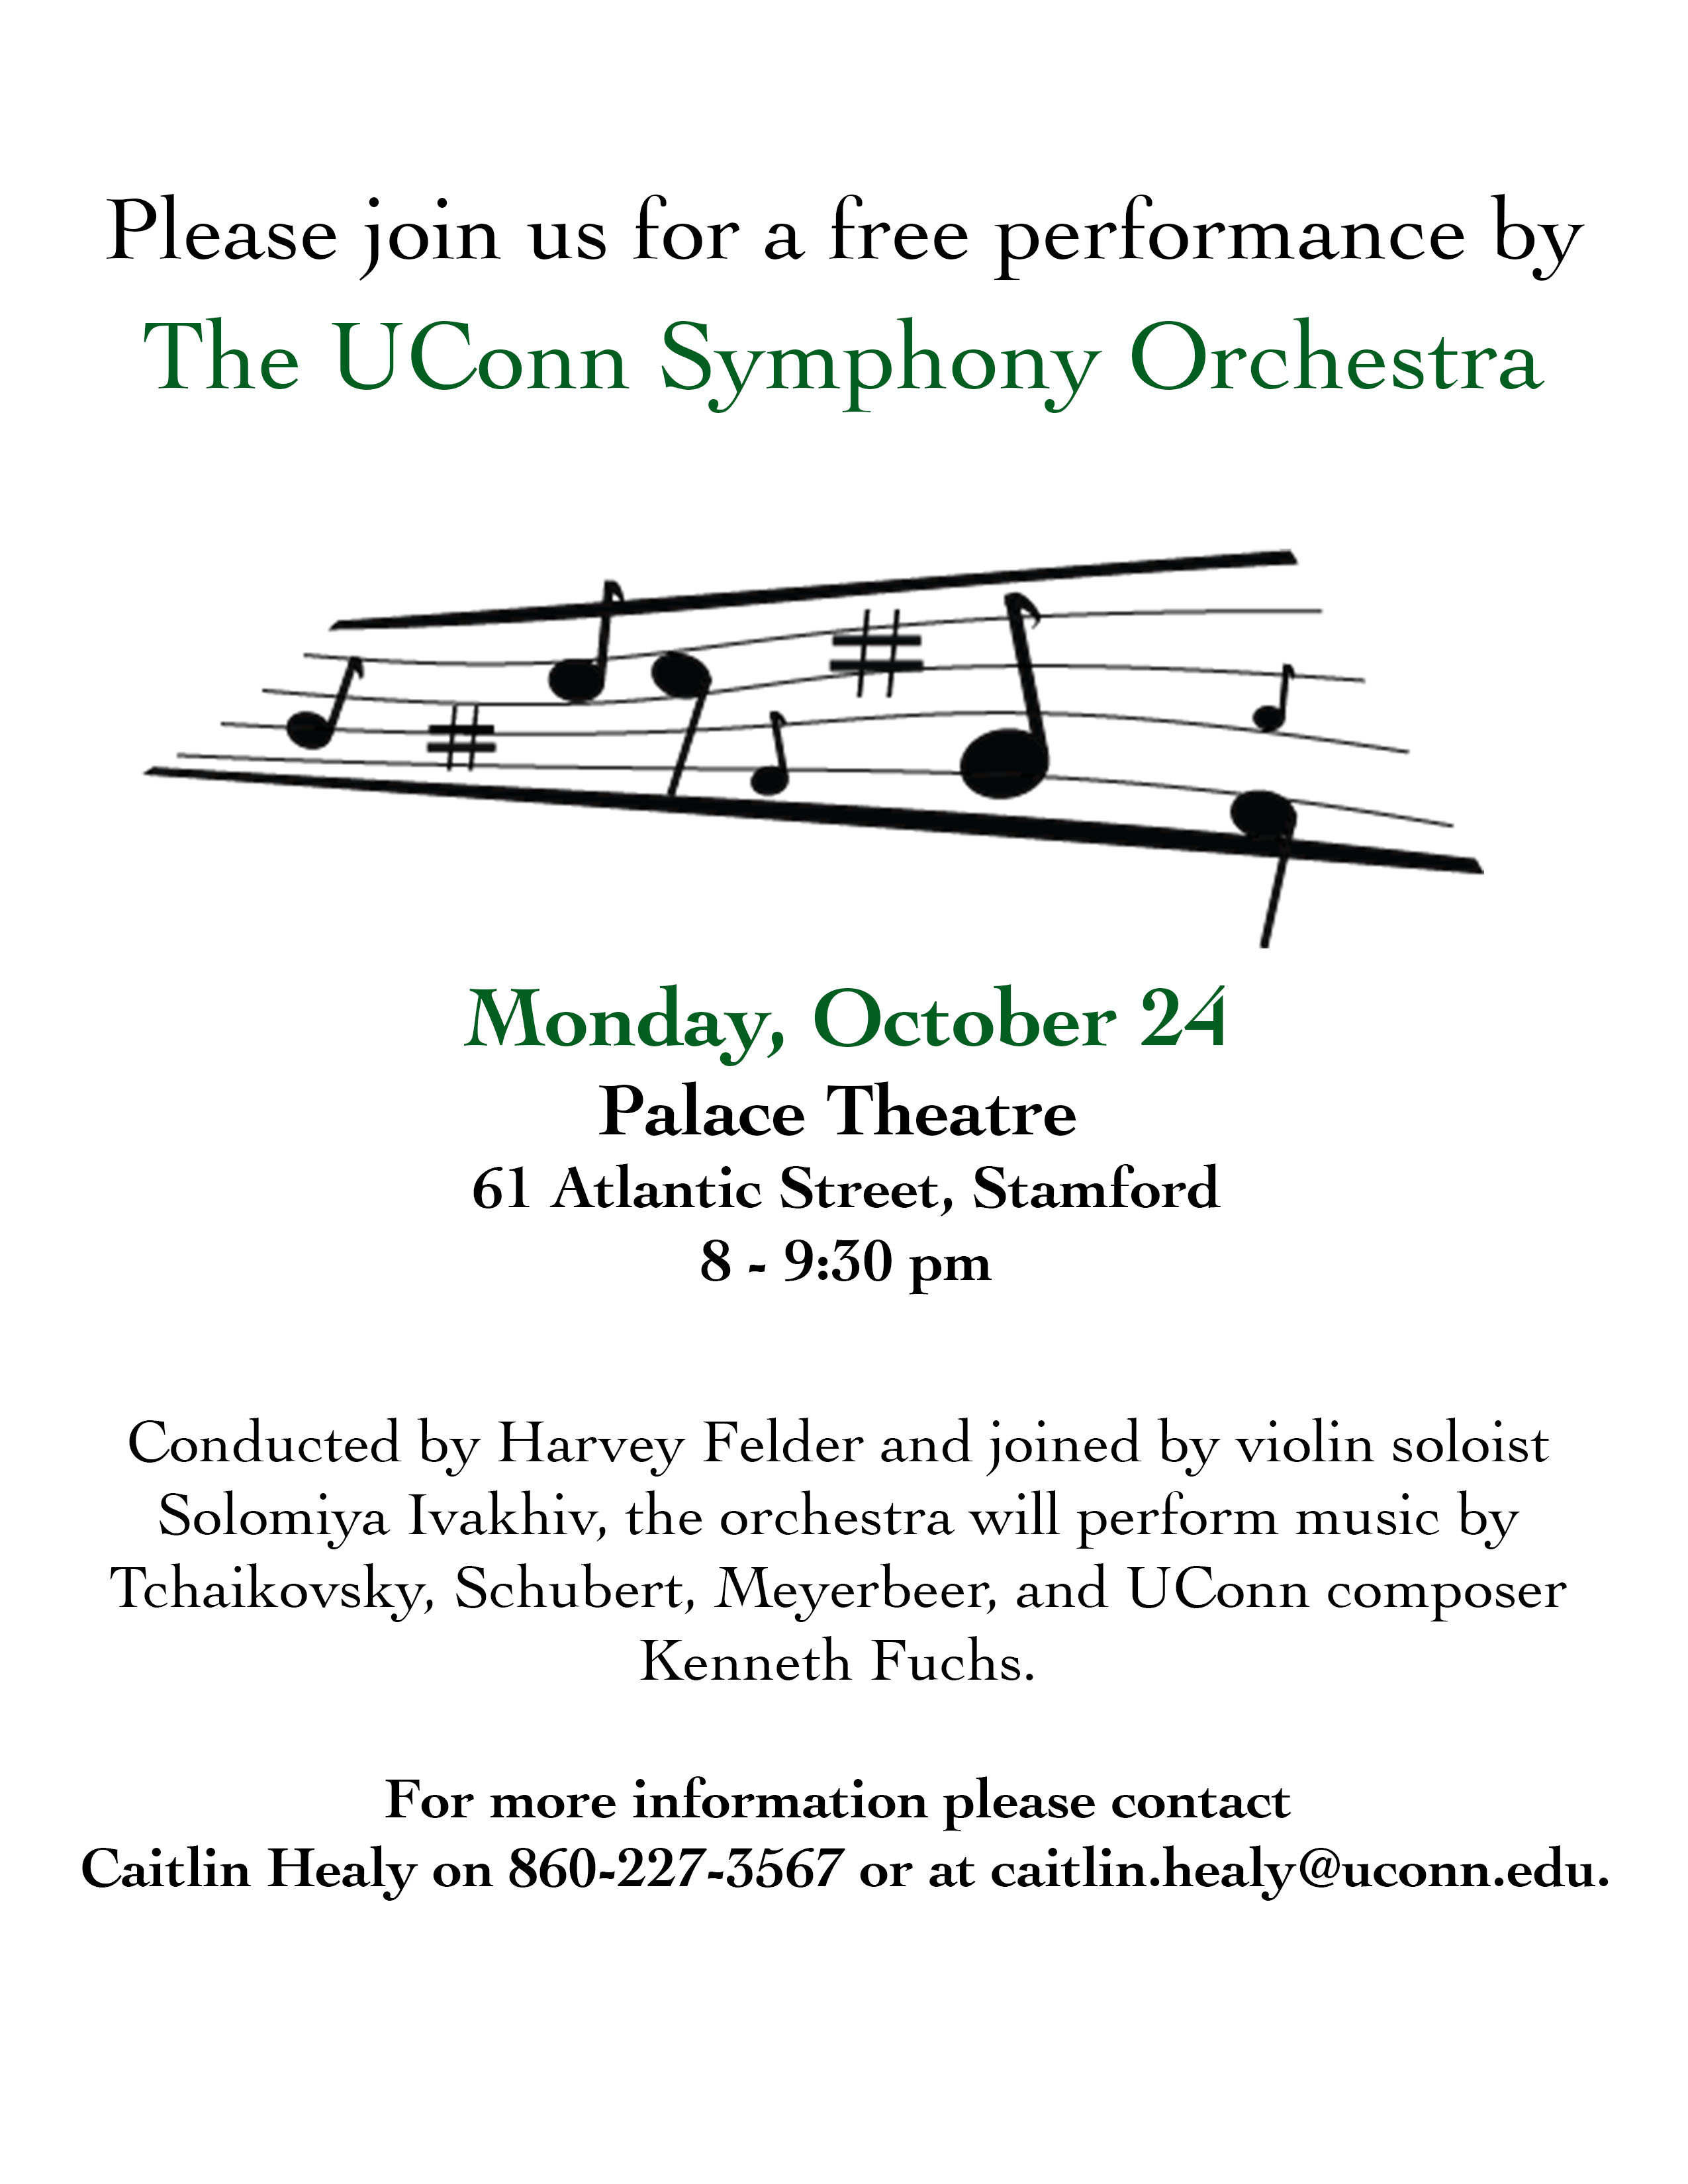 Please join us for a free performance by
The UConn Symphony Orchestra
Monday, October 24
Palace Theatre
61 Atlantic Street, Stamford
8 - 9:30 pm
Conducted by Harvey Felder and joined by violin soloist
Solomiya Ivakhiv, the orchestra will perform music by
Tchaikovsky, Schubert, Meyerbeer, and UConn composer
Kenneth Fuchs.
For more information please contact
Caitlin Healy on 860-227-3567 or at caitlin.healy@uconn.edu.